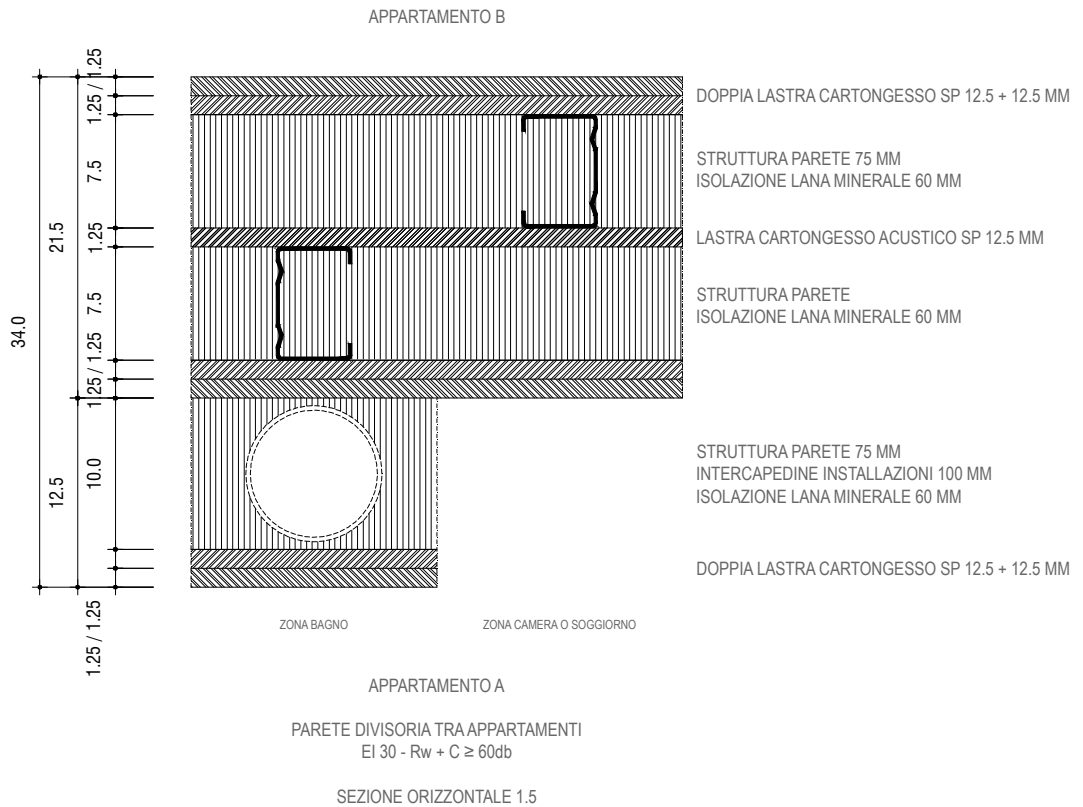 APPARTAMENTO B
1.25 / 1.25
7.5
1.25
7.5
1.25 / 1.25
10.0
1.25 / 1.25
21.5
12.5
34.0
DOPPIA LASTRA CARTONGESSO SP 12.5 + 12.5 MM
STRUTTURA PARETE 75 MM
ISOLAZIONE LANA MINERALE 60 MM
LASTRA CARTONGESSO ACUSTICO SP 12.5 MM
STRUTTURA PARETE
ISOLAZIONE LANA MINERALE 60 MM
STRUTTURA PARETE 75 MM
INTERCAPEDINE INSTALLAZIONI 100 MM
ISOLAZIONE LANA MINERALE 60 MM
DOPPIA LASTRA CARTONGESSO SP 12.5 + 12.5 MM
ZONA BAGNO
ZONA CAMERA O SOGGIORNO
APPARTAMENTO A
PARETE DIVISORIA TRA APPARTAMENTI
EI 30 - Rw + C ≥ 60db
SEZIONE ORIZZONTALE 1.5